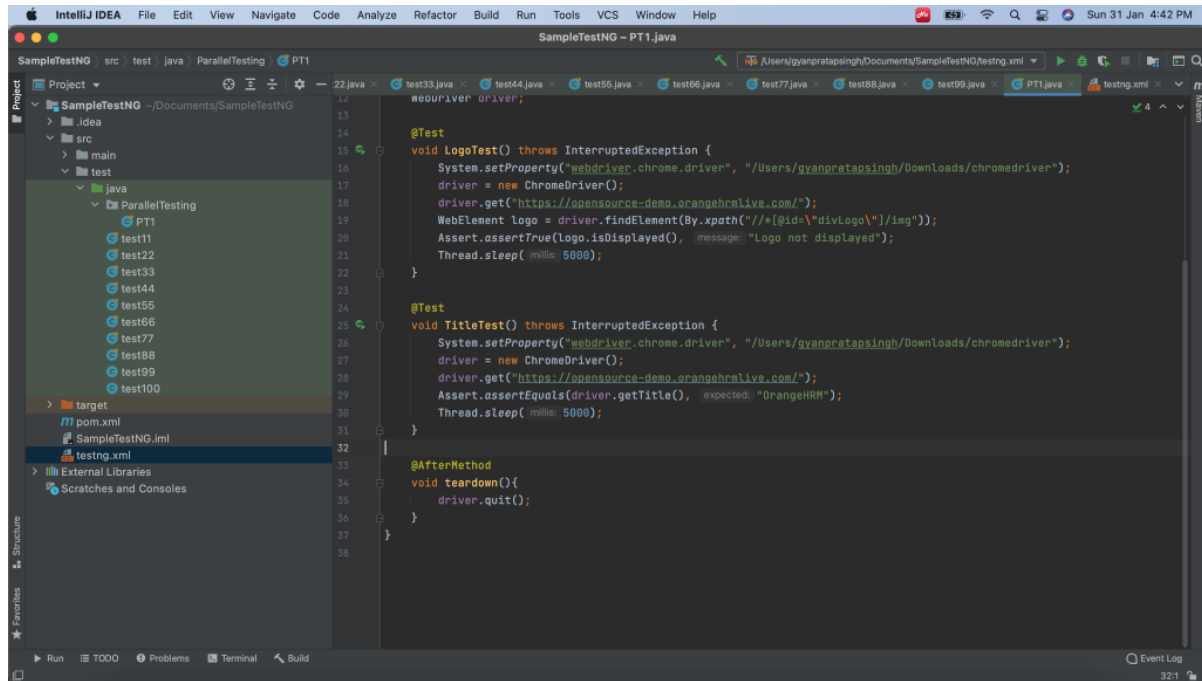 IntelliJ IDEA File Edit View Navigate Code Analyze Refactor Build Run Tools VCS Window Help Sun 31 Jan 4:42 PM
SampleTestNG – PT1.java
SampleTestNG src test java ParallelTesting PT1 /Users/gyanpratapsingh/Documents/SampleTestNG/testng.xml
Project 22.java test33.java test44.java test55.java test66.java test77.java test88.java test99.java PT1.java testng.xml
Project
Maven
SampleTestNG ~/Documents/SampleTestNG
.idea
src
main
test
java
ParallelTesting
PT1
test11
test22
test33
test44
test55
test66
test77
test88
test99
test100
target
pom.xml
SampleTestNG.iml
testng.xml
External Libraries
Scratches and Consoles
4
12 WebDriver driver;
13
14 @Test
15 void LogoTest() throws InterruptedException {
16 System.setProperty("webdriver.chrome.driver", "/Users/gyanpratapsingh/Downloads/chromedriver");
17 driver = new ChromeDriver();
18 driver.get("https://opensource-demo.orangehrmlive.com/");
19 WebElement logo = driver.findElement(By.xpath("//*[@id=\"divLogo\"]/img"));
20 Assert.assertTrue(logo.isDisplayed(), message: "Logo not displayed");
21 Thread.sleep( millis: 5000);
22 }
23
24 @Test
25 void TitleTest() throws InterruptedException {
26 System.setProperty("webdriver.chrome.driver", "/Users/gyanpratapsingh/Downloads/chromedriver");
27 driver = new ChromeDriver();
28 driver.get("https://opensource-demo.orangehrmlive.com/");
29 Assert.assertEquals(driver.getTitle(), expected: "OrangeHRM");
30 Thread.sleep( millis: 5000);
31 }
32
33 @AfterMethod
34 void teardown(){
35 driver.quit();
36 }
37 }
38
Structure
Favorites
Run TODO Problems Terminal Build Event Log
32:1